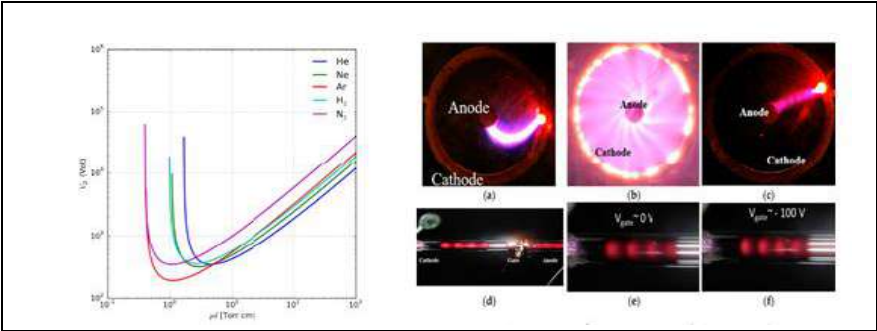 He
Ne
Ar
H₂
N₂
V_b (Volt)
pd [Torr cm]
Anode
Cathode
(a)
Anode
Cathode
(b)
Anode
Cathode
(c)
Cathode
Gate
Anode
(d)
V_gate ~ 0 V
(e)
V_gate ~ - 100 V
(f)